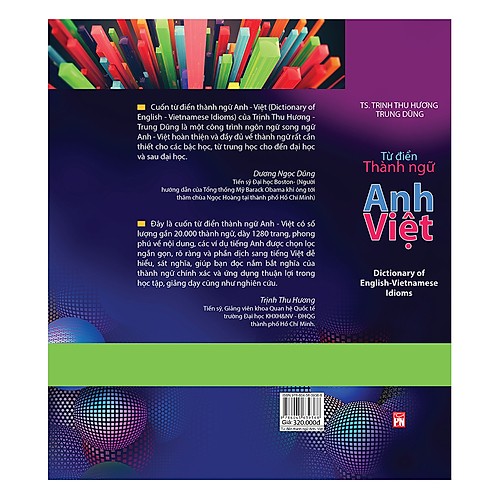 Cuốn từ điển thành ngữ Anh - Việt (Dictionary of
English - Vietnamese Idioms) của Trịnh Thu Hương -
Trung Dũng là một công trình ngôn ngữ song ngữ
Anh - Việt hoàn thiện và đầy đủ về thành ngữ rất cần
thiết cho các bậc học, từ trung học cho đến đại học
và sau đại học.
Dương Ngọc Dũng
Tiến sỹ Đại học Boston- (Người
hướng dẫn của Tổng thống Mỹ Barack Obama khi ông tới
thăm chùa Ngọc Hoàng tại thành phố Hồ Chí Minh)
Đây là cuốn từ điển thành ngữ Anh - Việt có số
lượng gần 20.000 thành ngữ, dày 1280 trang, phong
phú về nội dung, các ví dụ tiếng Anh được chọn lọc
ngắn gọn, rõ ràng và phần dịch sang tiếng Việt dễ
hiểu, sát nghĩa, giúp bạn đọc nắm bắt nghĩa của
thành ngữ chính xác và ứng dụng thuận lợi trong
học tập, giảng dạy cũng như nghiên cứu.
Trịnh Thu Hương
Tiến sỹ, Giảng viên khoa Quan hệ Quốc tế
trường Đại học KHXH&NV - ĐHQG
thành phố Hồ Chí Minh.
Giá: 320.000đ
TS. TRỊNH THU HƯƠNG
TRUNG DŨNG
Từ điển
Thành ngữ
Anh
Việt
Dictionary of
English-Vietnamese
Idioms
PN